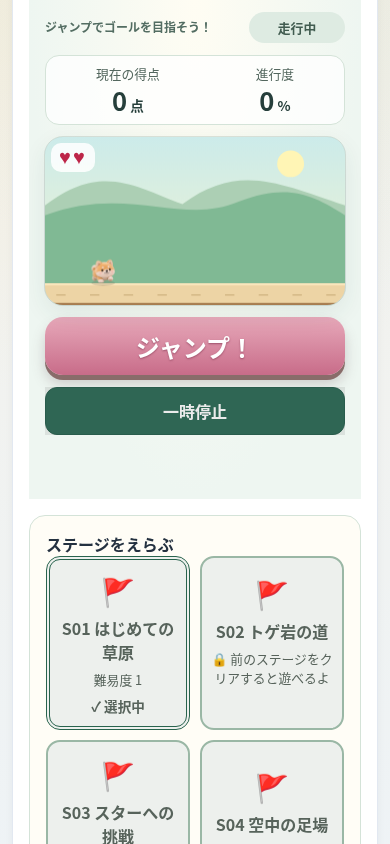 ジャンプでゴールを目指そう！
走行中
現在の得点
0 点
進行度
0 %
ジャンプ！
一時停止
ステージをえらぶ
S01 はじめての
草原
難易度 1
✓ 選択中
S02 トゲ岩の道
🔒 前のステージをク
リアすると遊べるよ
S03 スターへの
挑戦
S04 空中の足場